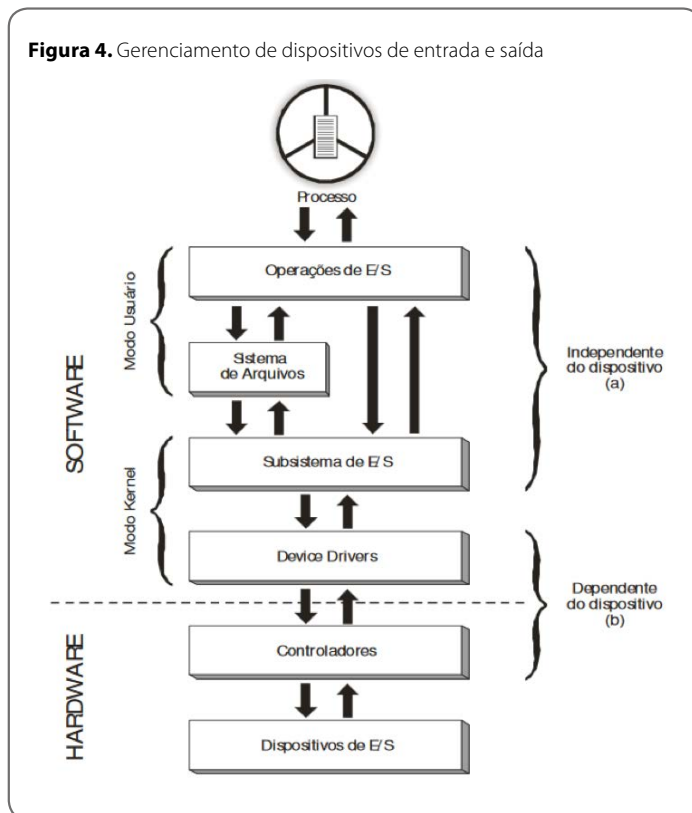 Figura 4. Gerenciamento de dispositivos de entrada e saída
Processo
Operações de E/S
Sistema
de Arquivos
Subsistema de E/S
Device Drivers
Controladores
Dispositivos de E/S
SOFTWARE
HARDWARE
Modo Usuário
Modo Kernel
Independente
do dispositivo
(a)
Dependente
do dispositivo
(b)